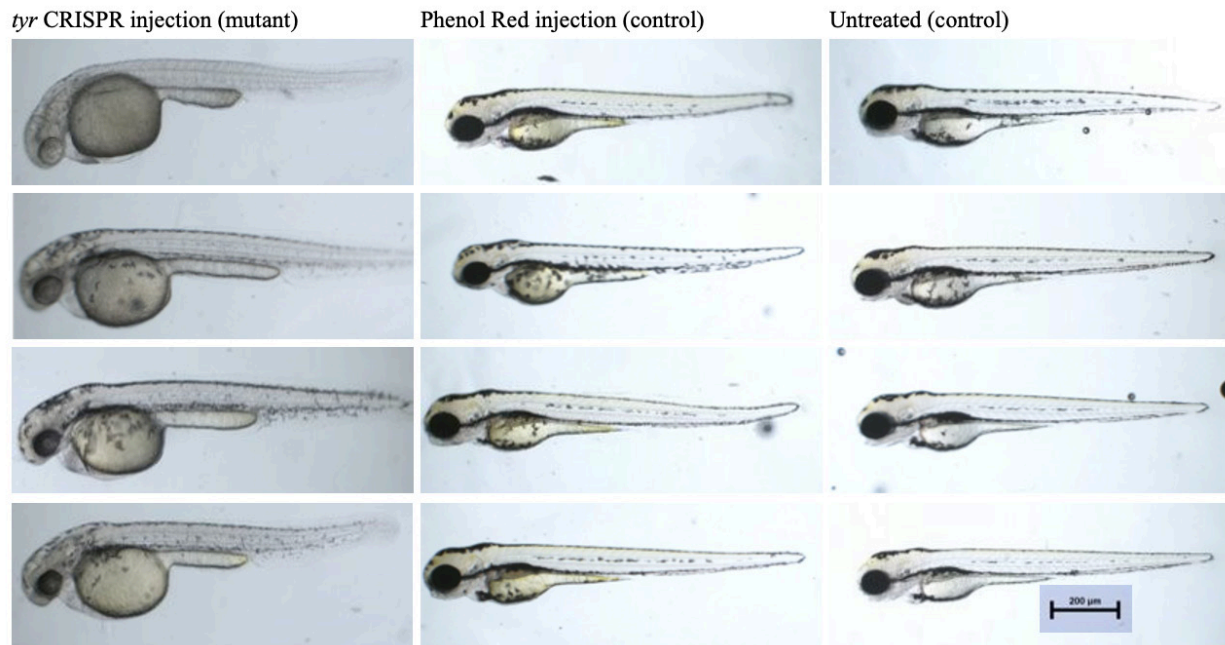 tyr CRISPR injection (mutant)
Phenol Red injection (control)
Untreated (control)
200 µm